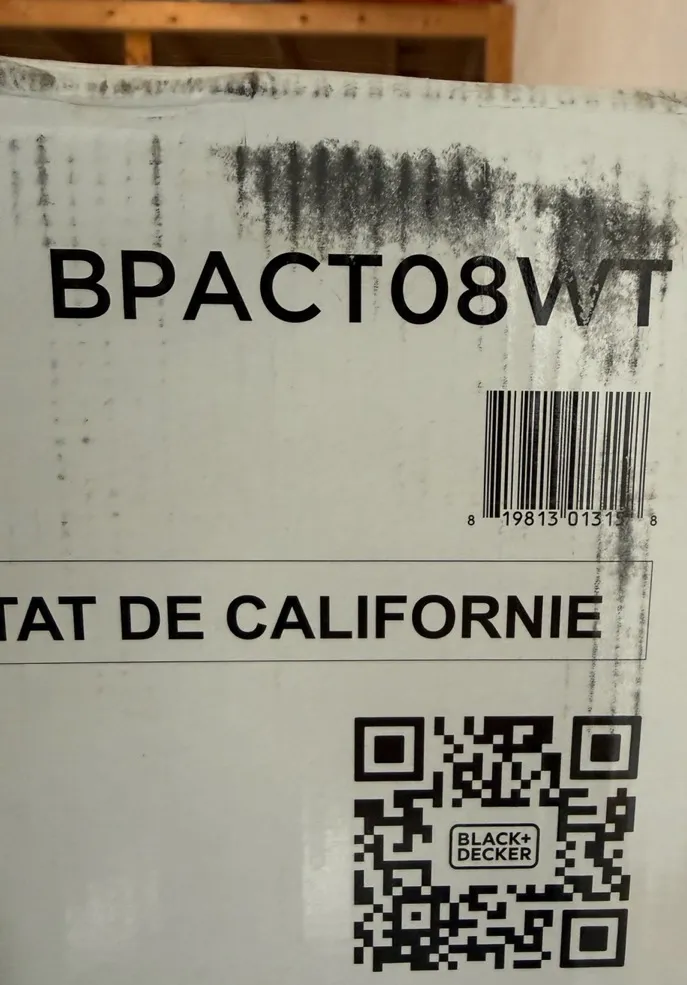 BPACT08WT
8 19813 01315 8
TAT DE CALIFORNIE
BLACK+
DECKER